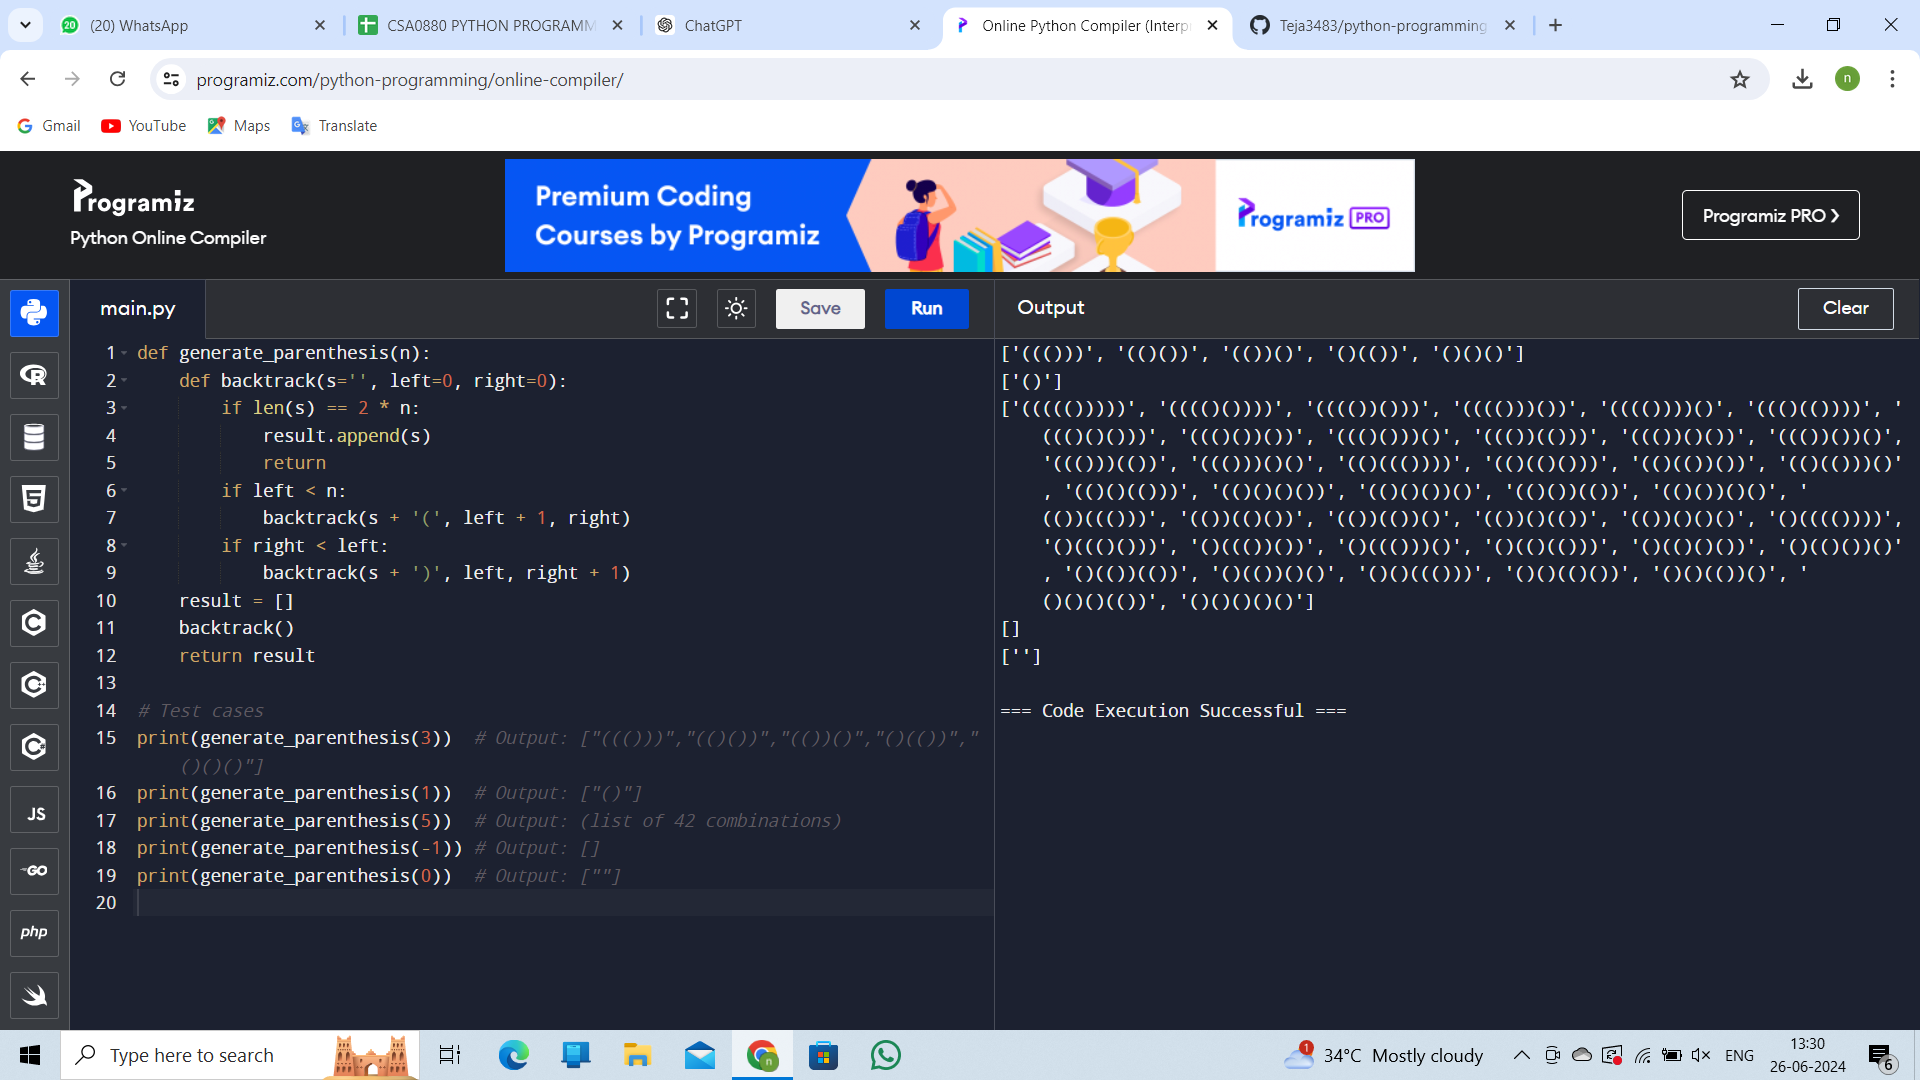 (20) WhatsApp
CSA0880 PYTHON PROGRAMM
ChatGPT
Online Python Compiler (Interp
Teja3483/python-programming
programiz.com/python-programming/online-compiler/
n
Gmail
YouTube
Maps
Translate
Programiz
Python Online Compiler
Premium Coding
Courses by Programiz
Programiz PRO
Programiz PRO ❯
main.py
Save
Run
Output
Clear
1 def generate_parenthesis(n):
2     def backtrack(s='', left=0, right=0):
3         if len(s) == 2 * n:
4             result.append(s)
5             return
6         if left < n:
7             backtrack(s + '(', left + 1, right)
8         if right < left:
9             backtrack(s + ')', left, right + 1)
10     result = []
11     backtrack()
12     return result
13
14 # Test cases
15 print(generate_parenthesis(3))  # Output: ["((()))","(()())","(())()","()(())","
()()()"]
16 print(generate_parenthesis(1))  # Output: ["()"]
17 print(generate_parenthesis(5))  # Output: (list of 42 combinations)
18 print(generate_parenthesis(-1)) # Output: []
19 print(generate_parenthesis(0))  # Output: [""]
20
['((()))', '(()())', '(())()', '()(())', '()()()']
['()']
['((((()))))', '(((()())))', '(((())()))', '(((()))())', '(((())))()', '((()(())))', '
((()()()))', '((()())())', '((()()))()', '((())(()))', '((())()())', '((())())()',
'((()))(())', '((()))()()', '(()((())))', '(()(()()))', '(()(())())', '(()(()))()'
, '(()()(()))', '(()()()())', '(()()())()', '(()())(())', '(()())()()', '
(())((()))', '(())(()())', '(())(())()', '(())()(())', '(())()()()', '()(((())))',
'()((()()))', '()((())())', '()((()))()', '()(()(()))', '()(()()())', '()(()())()'
, '()(())(())', '()(())()()', '()()((()))', '()()(()())', '()()(())()', '
()()()(())', '()()()()()']
[]
['']
=== Code Execution Successful ===
JS
GO
php
Type here to search
1
34°C Mostly cloudy
ENG
13:30
26-06-2024
6